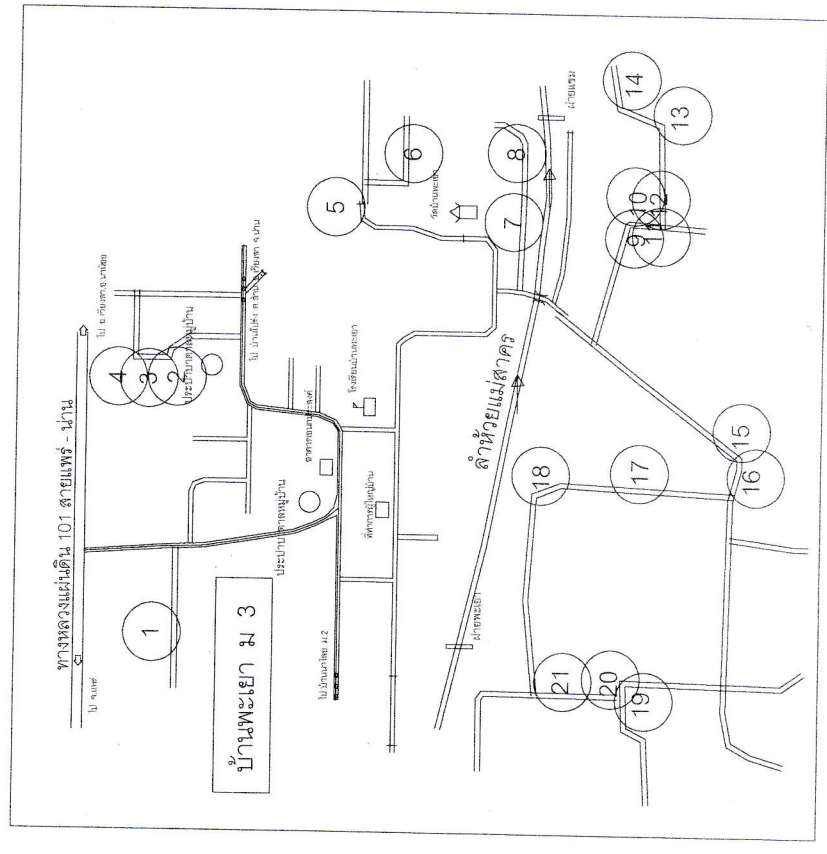 ทางหลวงแผ่นดิน 101 สายแพร่ - น่าน
ไป จ.แพร่
ไป อ.เวียงสา,อ.นาน้อย
4
3
2
ประปาบาดาลหมู่บ้าน
1
บ้านพะเยา ม 3
ประปาบาดาลหมู่บ้าน
อาคารอเนกประสงค์
ไป บ้านนาไลย ม.2
ที่ทำการผู้ใหญ่บ้าน
โรงเรียนบ้านพะเยา
5
6
วัดบ้านพะเยา
7
8
ลำห้วยแม่สาคร
ฝายพะเยา
ฝายแขม
9
10
11
12
13
14
15
16
17
18
19
20
21